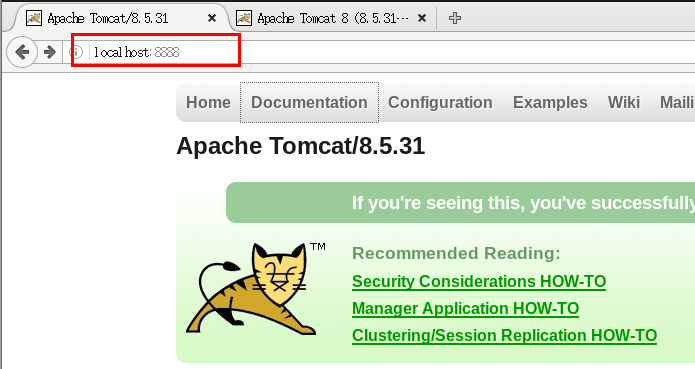 Apache Tomcat/8.5.31
Apache Tomcat 8 (8.5.31...
localhost:8888
Home Documentation Configuration Examples Wiki Maili
Apache Tomcat/8.5.31
If you're seeing this, you've successfully
TM
Recommended Reading:
Security Considerations HOW-TO
Manager Application HOW-TO
Clustering/Session Replication HOW-TO